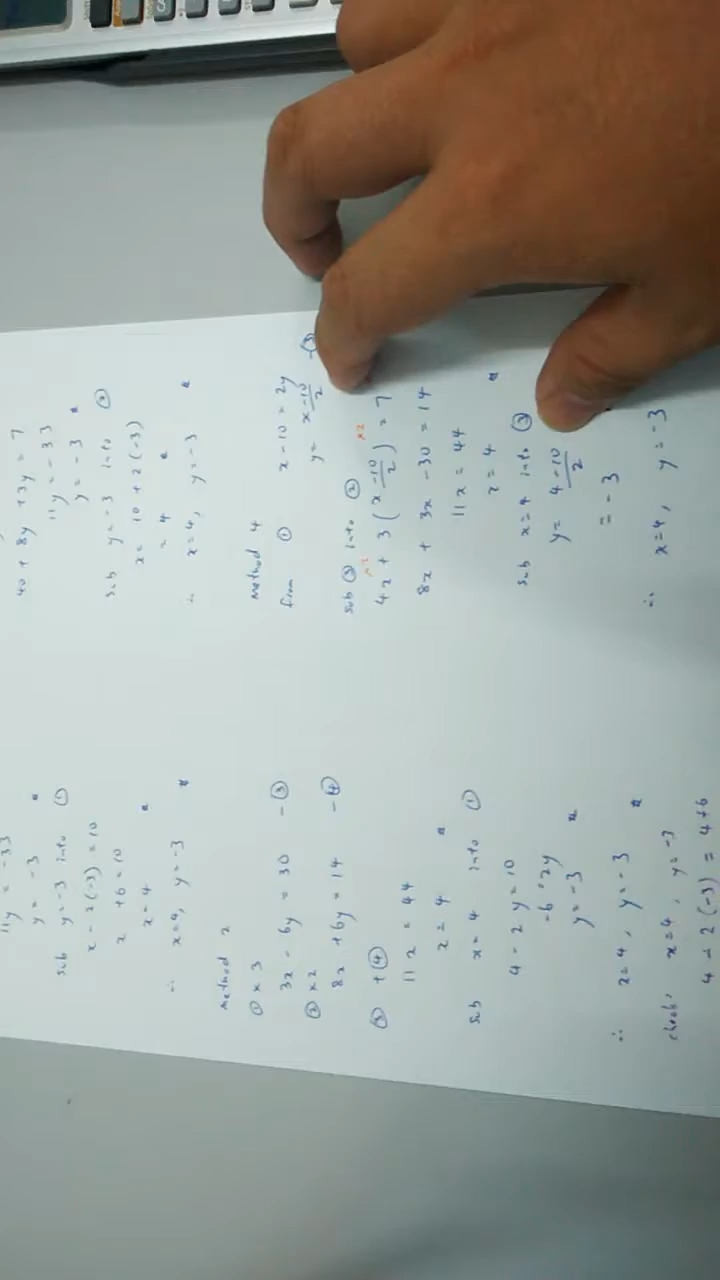 11y = -33
y = -3
sub y = -3 into ①
x - 2(-3) = 10
x + 6 = 10
x = 4
∴ x = 4, y = -3
method 2
① × 3
3x - 6y = 30 - ③
② × 2
8x + 6y = 14 - ④
③ + ④
11x = 44
x = 4
sub x = 4 into ①
4 - 2y = 10
-6 = 2y
y = -3
∴ x = 4, y = -3
check, x = 4, y = -3
4 - 2(-3) = 4 + 6
40 + 8y + 3y = 7
11y = -33
y = -3
sub y = -3 into ③
x = 10 + 2(-3)
= 4
∴ x = 4, y = -3
method 4
from ① x - 10 = 2y
y = x-10/2 - ③
sub ③ into ②
×2 ×2
4x + 3(x-10/2) = 7
8x + 3x - 30 = 14
11x = 44
x = 4
sub x = 4 into ③
y = 4-10/2
= -3
∴ x = 4, y = -3